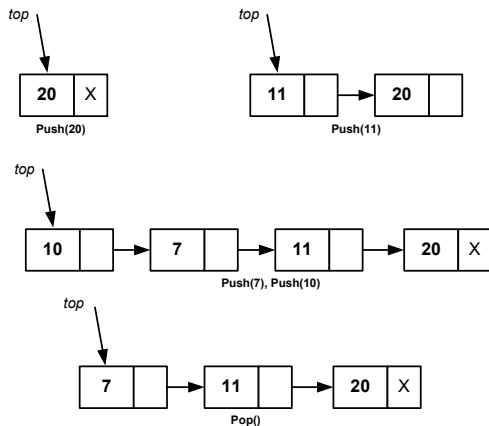 top
top
20 X
11 20
Push(20)
Push(11)
top
10 7 11 20 X
Push(7), Push(10)
top
7 11 20 X
Pop()